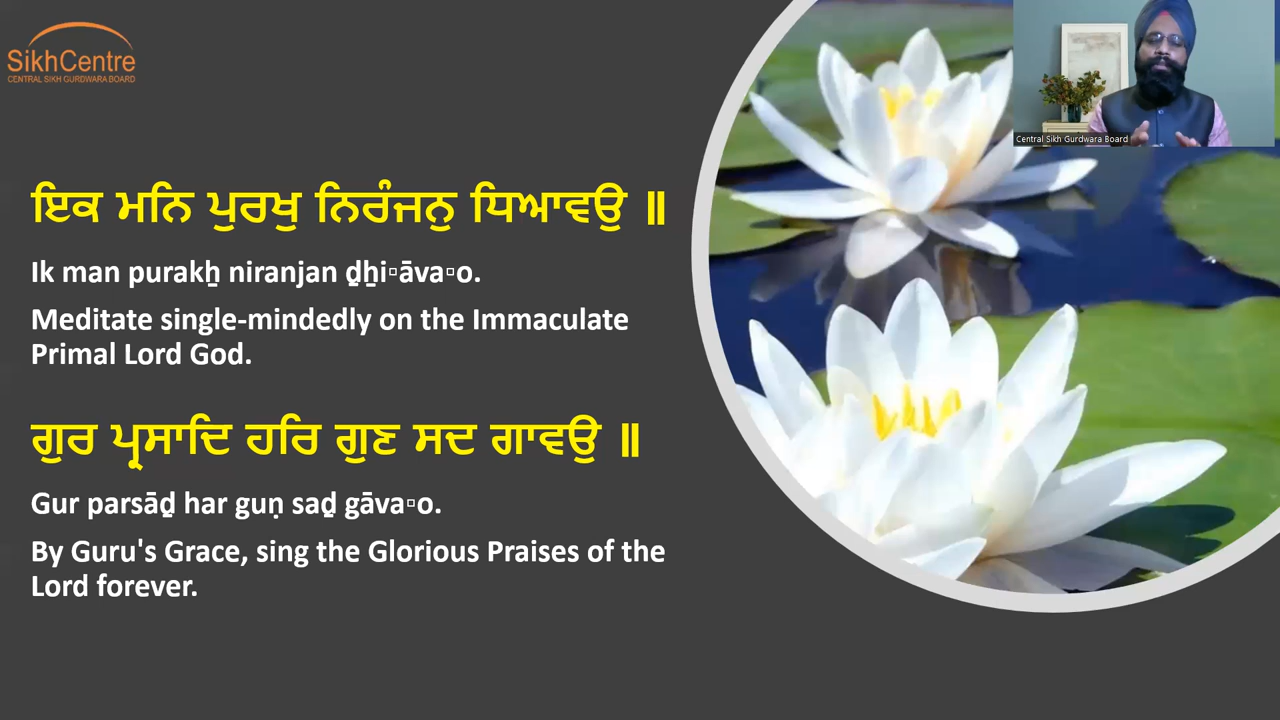 SikhCentre
CENTRAL SIKH GURDWARA BOARD
Central Sikh Gurdwara Board
ਇਕ ਮਨਿ ਪੁਰਖੁ ਨਿਰੰਜਨੁ ਧਿਆਵਉ ॥
Ik man purakẖ niranjan ḏẖi▫āva▫o.
Meditate single-mindedly on the Immaculate
Primal Lord God.
ਗੁਰ ਪ੍ਰਸਾਦਿ ਹਰਿ ਗੁਣ ਸਦ ਗਾਵਉ ॥
Gur parsāḏ har guṇ saḏ gāva▫o.
By Guru's Grace, sing the Glorious Praises of the
Lord forever.